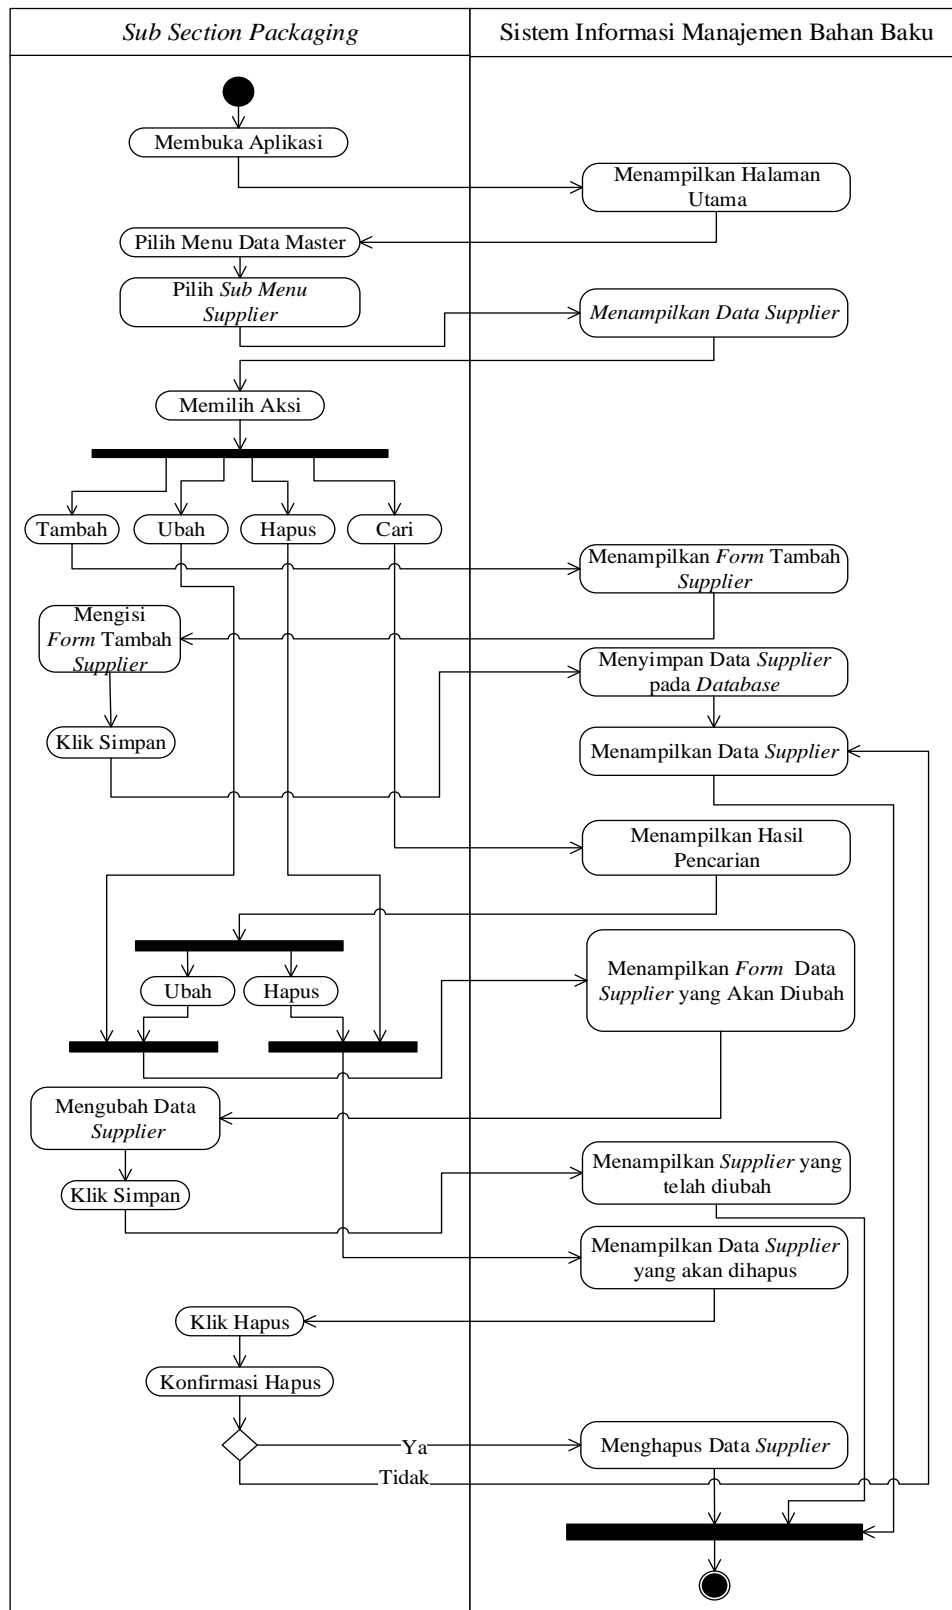 Sub Section Packaging
Sistem Informasi Manajemen Bahan Baku
Membuka Aplikasi
Menampilkan Halaman
Utama
Pilih Menu Data Master
Pilih Sub Menu
Supplier
Menampilkan Data Supplier
Memilih Aksi
Tambah
Ubah
Hapus
Cari
Menampilkan Form Tambah
Supplier
Mengisi
Form Tambah
Supplier
Menyimpan Data Supplier
pada Database
Klik Simpan
Menampilkan Data Supplier
Menampilkan Hasil
Pencarian
Ubah
Hapus
Menampilkan Form Data
Supplier yang Akan Diubah
Mengubah Data
Supplier
Menampilkan Supplier yang
telah diubah
Klik Simpan
Menampilkan Data Supplier
yang akan dihapus
Klik Hapus
Konfirmasi Hapus
Ya
Menghapus Data Supplier
Tidak